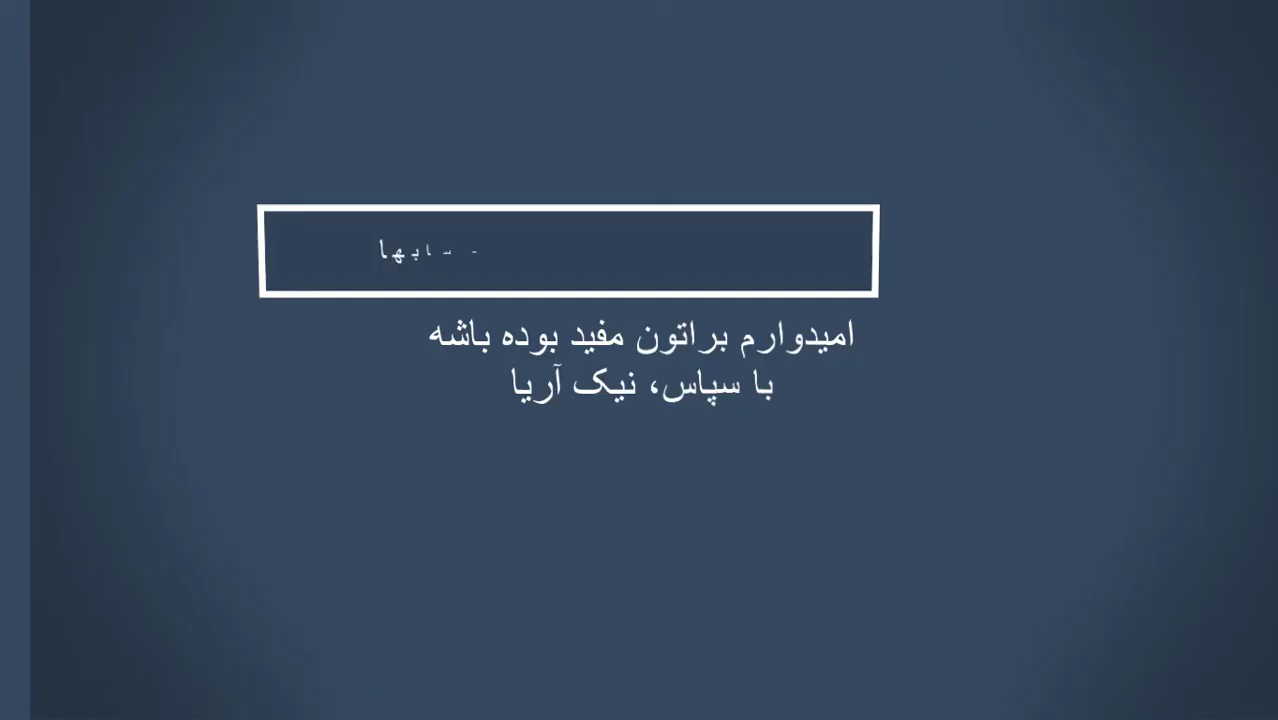 امیدوارم براتون مفید بوده باشه
با سپاس، نیک آریا